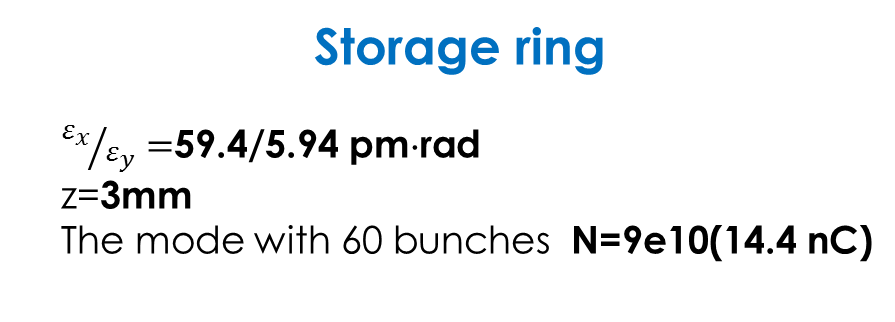 Storage ring
εx/εy =59.4/5.94 pm·rad
z=3mm
The mode with 60 bunches N=9e10(14.4 nC)